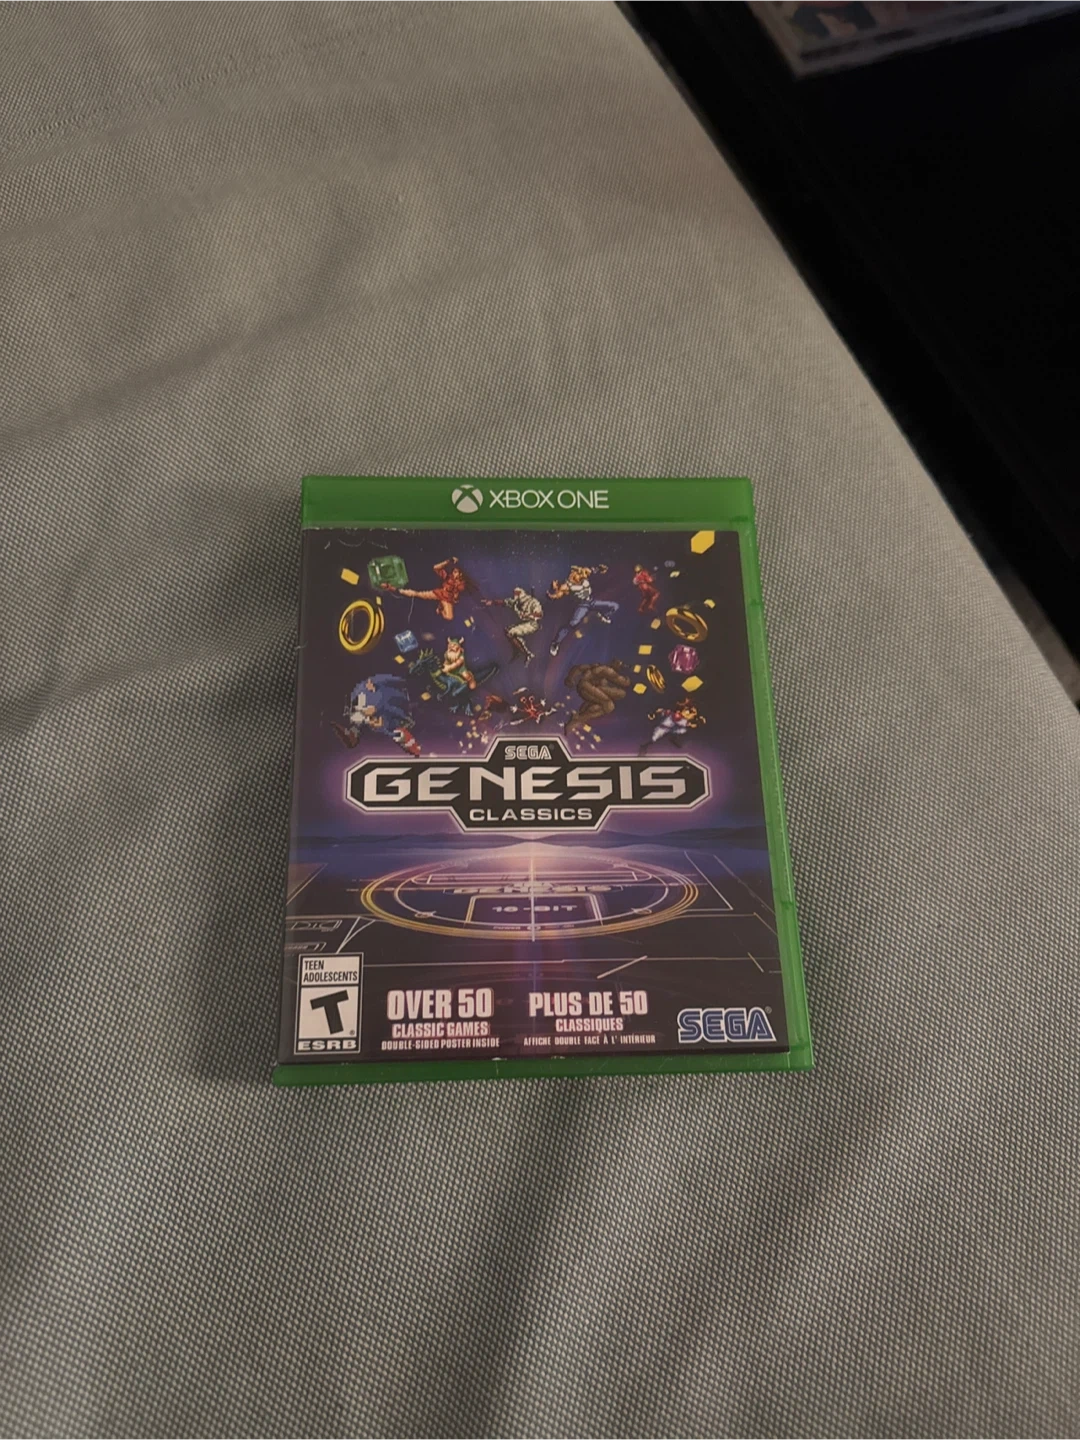 XBOX ONE
SEGA
GENESIS
CLASSICS
GENESIS
16-BIT
TEEN
ADOLESCENTS
T
ESRB
OVER 50
CLASSIC GAMES
DOUBLE-SIDED POSTER INSIDE
PLUS DE 50
CLASSIQUES
AFFICHE DOUBLE FACE À L'INTÉRIEUR
SEGA